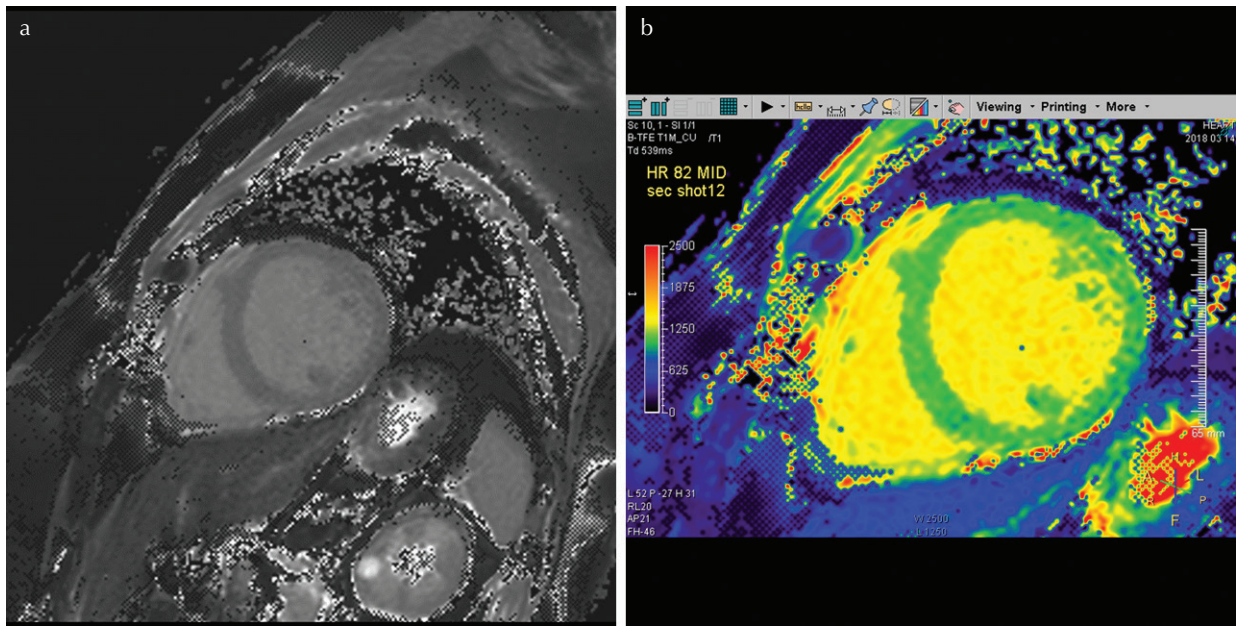 a
b
Viewing Printing More
Sc 10, 1 - SI 1/1
B-TFE T1M_CU /T1
Td 539ms
2018 03 14
HR 82 MID
sec shot12
2500
1875
1250
625
0
65 mm
L 52 P -27 H 31
RL20
AP21
FH-46
W 2500
L 1250
L
P
F
A